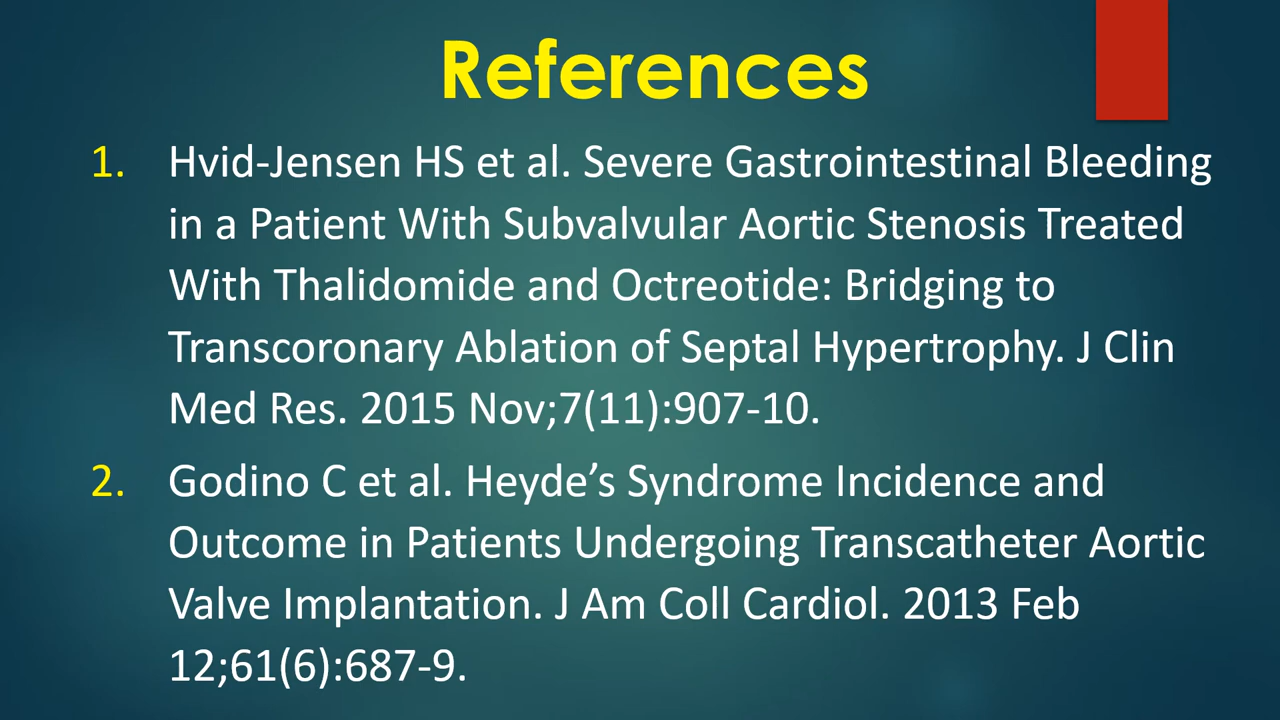 References
1. Hvid-Jensen HS et al. Severe Gastrointestinal Bleeding
in a Patient With Subvalvular Aortic Stenosis Treated
With Thalidomide and Octreotide: Bridging to
Transcoronary Ablation of Septal Hypertrophy. J Clin
Med Res. 2015 Nov;7(11):907-10.
2. Godino C et al. Heyde’s Syndrome Incidence and
Outcome in Patients Undergoing Transcatheter Aortic
Valve Implantation. J Am Coll Cardiol. 2013 Feb
12;61(6):687-9.